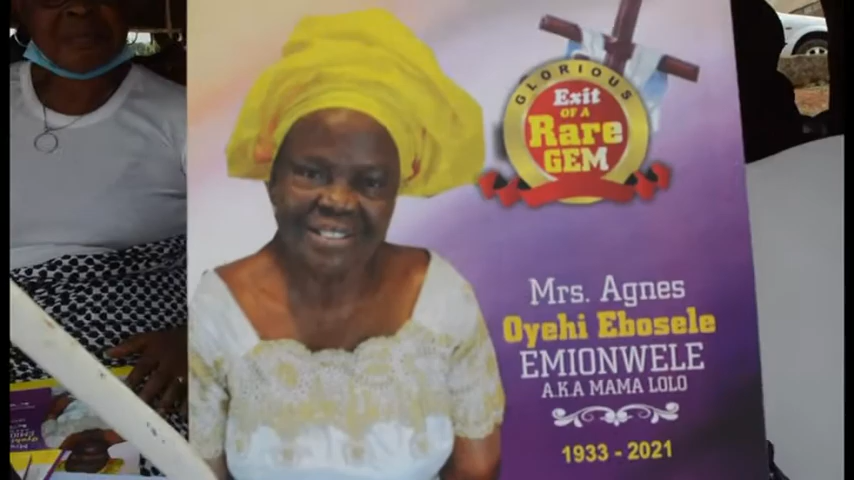 GLORIOUS
Exit
OF A
Rare
GEM
Mrs. Agnes
Oyehi Ebosele
EMIONWELE
A.K.A MAMA LOLO
1933 - 2021